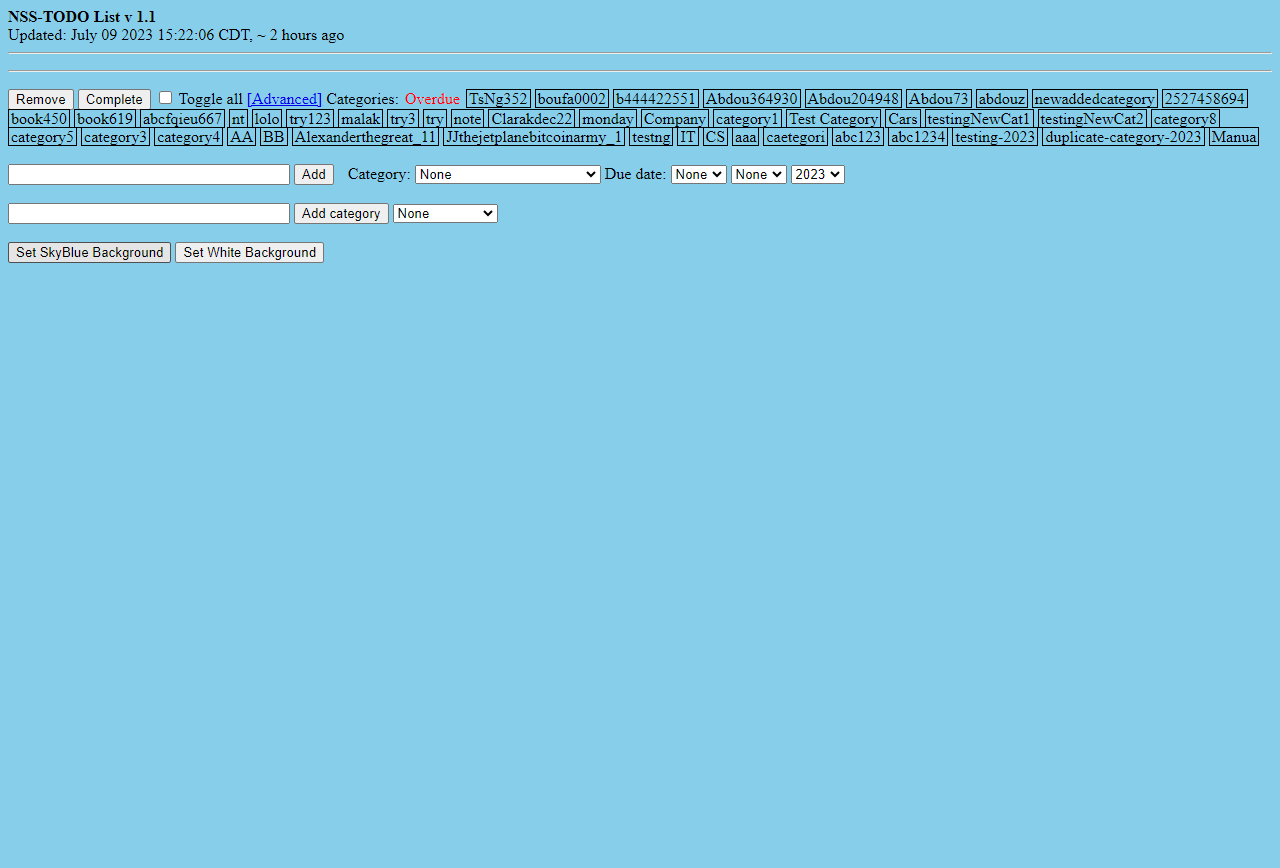 NSS-TODO List v 1.1
Updated: July 09 2023 15:22:06 CDT, ~ 2 hours ago
Remove Complete Toggle all [Advanced] Categories: Overdue TsNg352 boufa0002 b444422551 Abdou364930 Abdou204948 Abdou73 abdouz newaddedcategory 2527458694
book450 book619 abcfqieu667 nt lolo try123 malak try3 try note Clarakdec22 monday Company category1 Test Category Cars testingNewCat1 testingNewCat2 category8
category5 category3 category4 AA BB Alexanderthegreat_11 JJthejetplanebitcoinarmy_1 testng IT CS aaa caetegori abc123 abc1234 testing-2023 duplicate-category-2023 Manua
Add Category: None Due date: None None 2023
Add category None
Set SkyBlue Background Set White Background